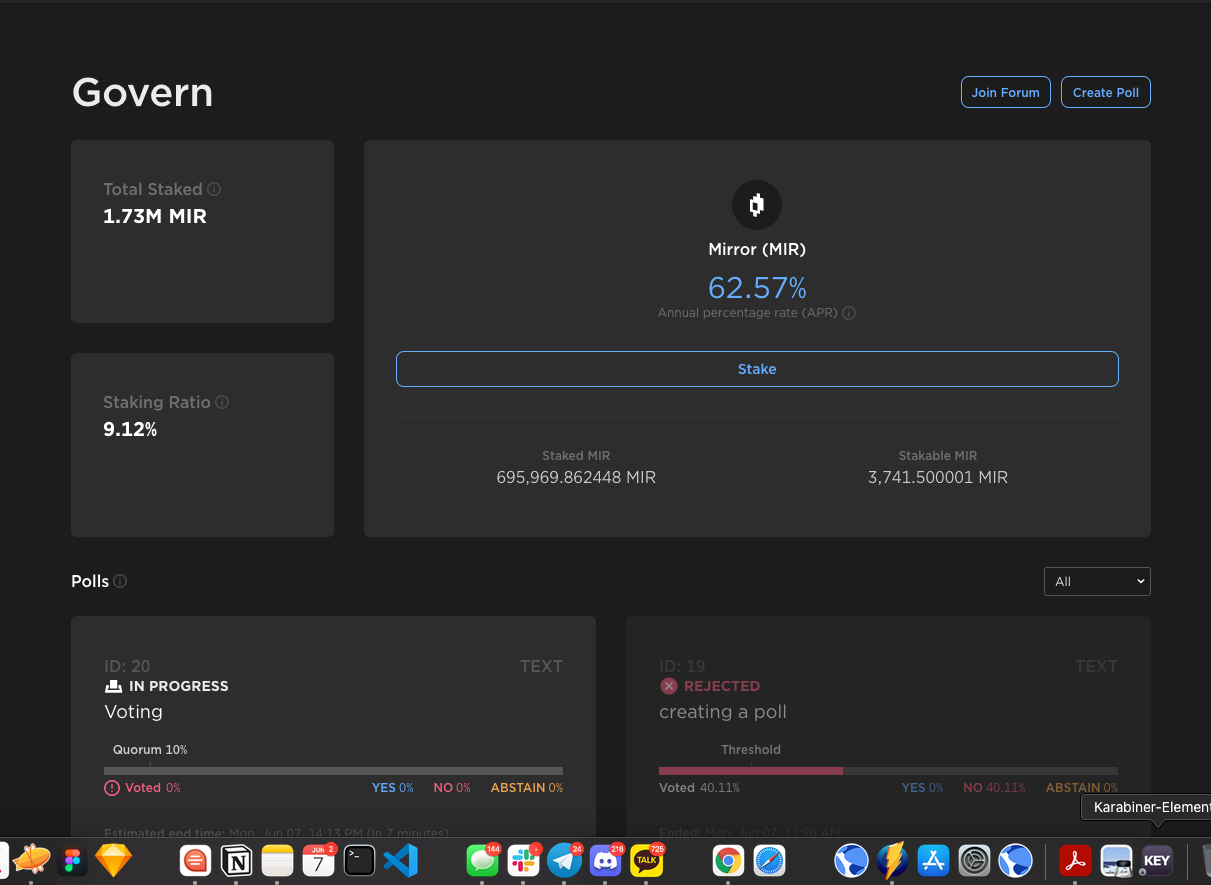 Govern
Join Forum
Create Poll
Total Staked
1.73M MIR
Mirror (MIR)
62.57%
Annual percentage rate (APR)
Stake
Staking Ratio
9.12%
Staked MIR
695,969.862448 MIR
Stakable MIR
3,741.500001 MIR
Polls
All
ID: 20
TEXT
IN PROGRESS
Voting
Quorum 10%
Voted 0%
YES 0%
NO 0%
ABSTAIN 0%
Estimated end time: Mon, Jun 07, 14:13 PM (in 7 minutes)
ID: 19
TEXT
REJECTED
creating a poll
Threshold
Voted 40.11%
YES 0%
NO 40.11%
ABSTAIN 0%
Ended: Mon, Jun 07, 11:26 AM
Karabiner-Element
JUN
2
7
144
24
218
725
TALK
KEY